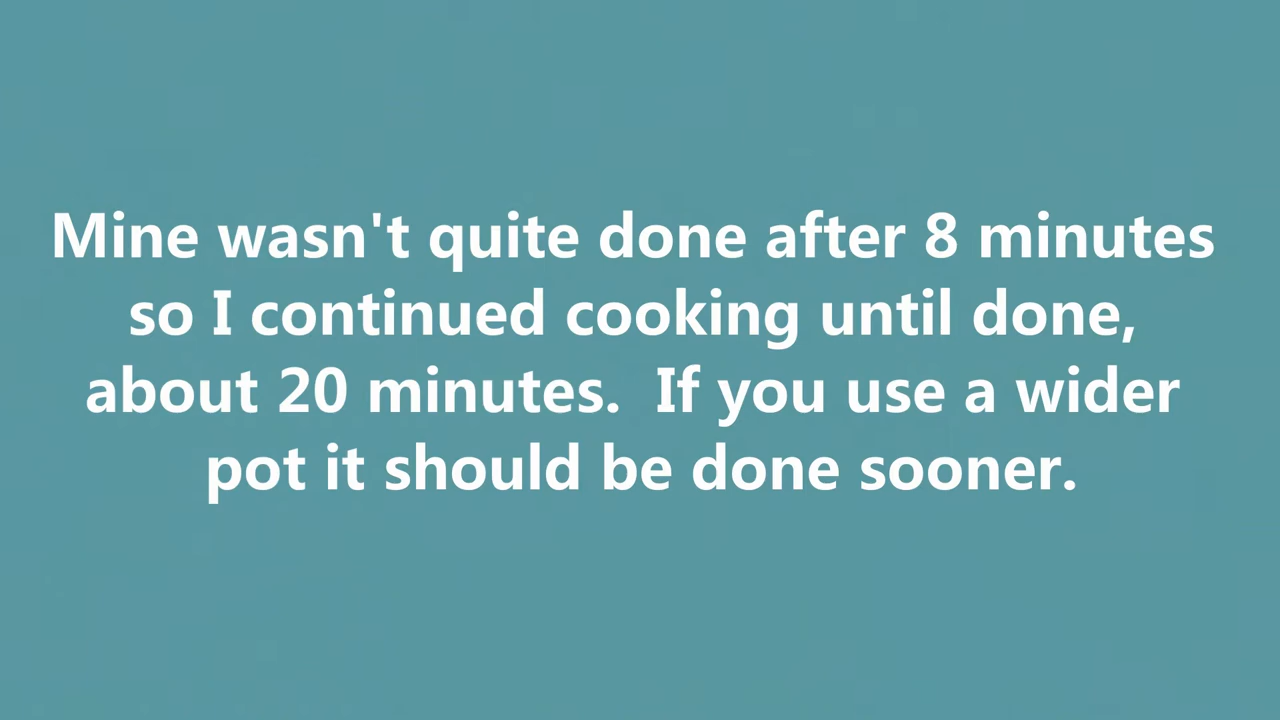 Mine wasn't quite done after 8 minutes
so I continued cooking until done,
about 20 minutes.  If you use a wider
pot it should be done sooner.